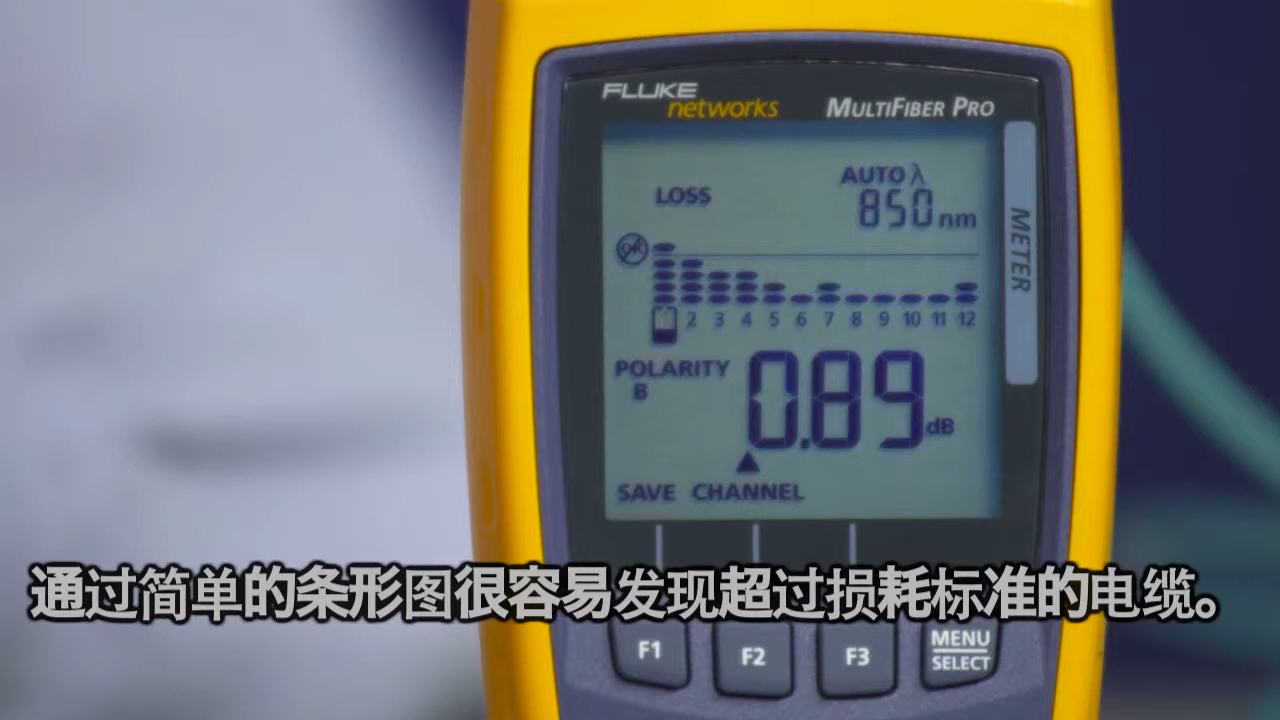 FLUKE
networks
MULTIFIBER PRO
AUTO λ
LOSS
850 nm
METER
OK
1 2 3 4 5 6 7 8 9 10 11 12
POLARITY
B
0.89 dB
SAVE CHANNEL
通过简单的条形图很容易发现超过损耗标准的电缆。
F1 F2 F3
MENU
SELECT